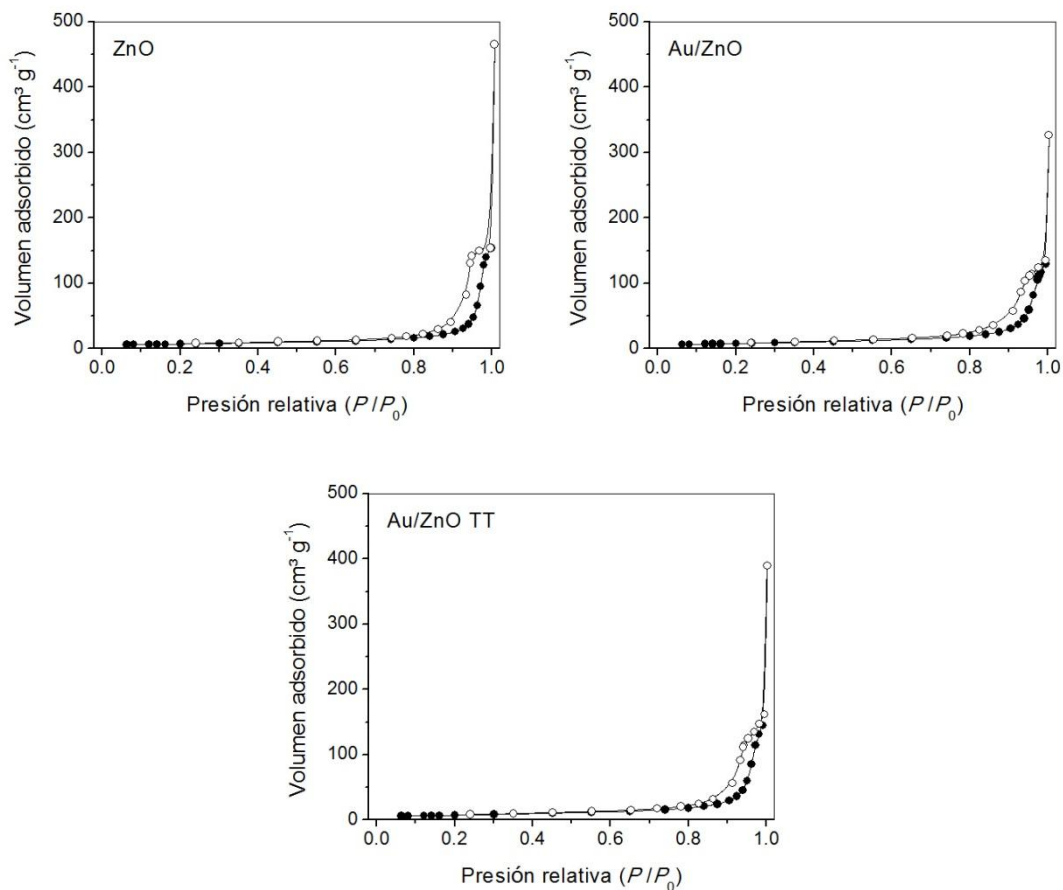 ZnO
Volumen adsorbido (cm³ g⁻¹)
500
400
300
200
100
0
0.0 0.2 0.4 0.6 0.8 1.0
Presión relativa (P/P₀)
Au/ZnO
Volumen adsorbido (cm³ g⁻¹)
500
400
300
200
100
0
0.0 0.2 0.4 0.6 0.8 1.0
Presión relativa (P/P₀)
Au/ZnO TT
Volumen adsorbido (cm³ g⁻¹)
500
400
300
200
100
0
0.0 0.2 0.4 0.6 0.8 1.0
Presión relativa (P/P₀)